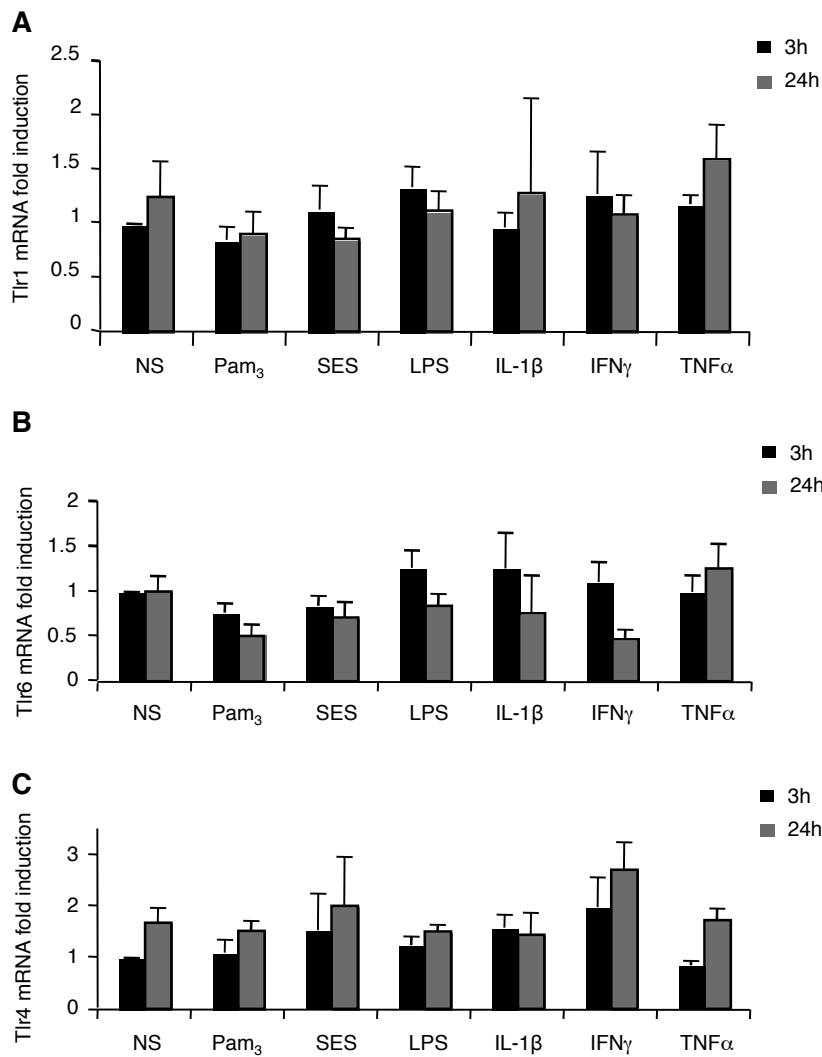 A
3h
24h
Tlr1 mRNA fold induction
2.5
2
1.5
1
0.5
0
NS Pam3 SES LPS IL-1β IFNγ TNFα
B
3h
24h
Tlr6 mRNA fold induction
2
1.5
1
0.5
0
NS Pam3 SES LPS IL-1β IFNγ TNFα
C
3h
24h
Tlr4 mRNA fold induction
3
2
1
0
NS Pam3 SES LPS IL-1β IFNγ TNFα